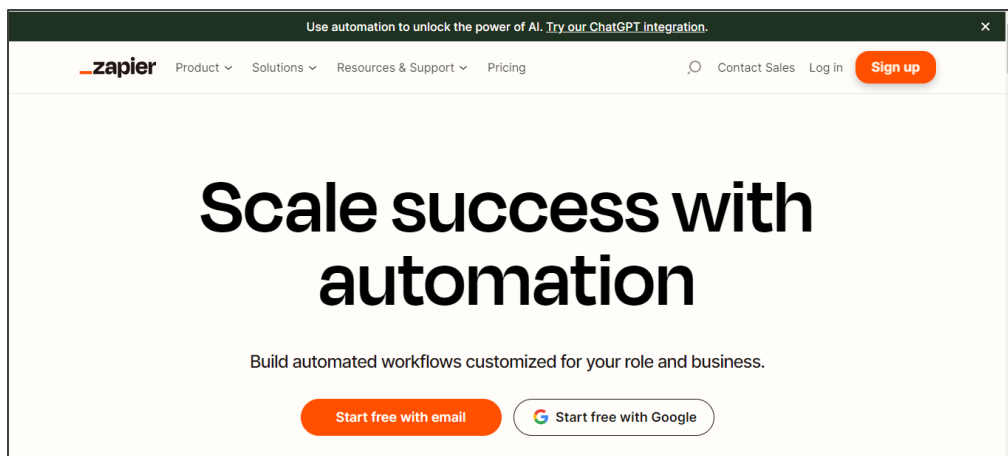 Use automation to unlock the power of AI. Try our ChatGPT integration. ×
_zapier Product Solutions Resources & Support Pricing Contact Sales Log in Sign up
Scale success with
automation
Build automated workflows customized for your role and business.
Start free with email Start free with Google